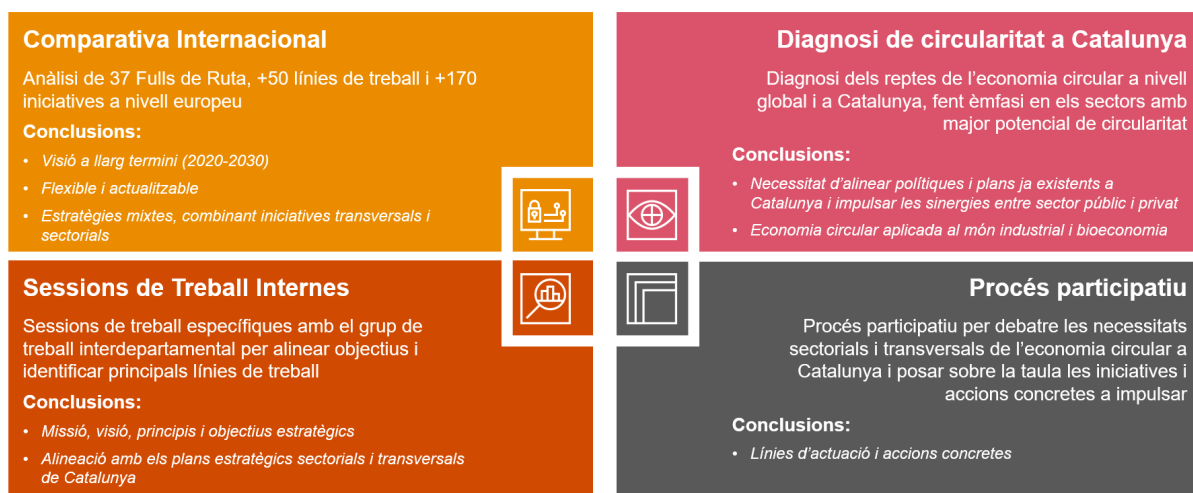 Comparativa Internacional
Anàlisi de 37 Fulls de Ruta, +50 línies de treball i +170
iniciatives a nivell europeu
Conclusions:
• Visió a llarg termini (2020-2030)
• Flexible i actualitzable
• Estratègies mixtes, combinant iniciatives transversals i
sectorials
Diagnosi de circularitat a Catalunya
Diagnosi dels reptes de l’economia circular a nivell
global i a Catalunya, fent èmfasi en els sectors amb
major potencial de circularitat
Conclusions:
• Necessitat d’alinear polítiques i plans ja existents a
Catalunya i impulsar les sinergies entre sector públic i privat
• Economia circular aplicada al món industrial i bioeconomia
Sessions de Treball Internes
Sessions de treball específiques amb el grup de
treball interdepartamental per alinear objectius i
identificar principals línies de treball
Conclusions:
• Missió, visió, principis i objectius estratègics
• Alineació amb els plans estratègics sectorials i transversals
de Catalunya
Procés participatiu
Procés participatiu per debatre les necessitats
sectorials i transversals de l’economia circular a
Catalunya i posar sobre la taula les iniciatives i
accions concretes a impulsar
Conclusions:
• Línies d’actuació i accions concretes